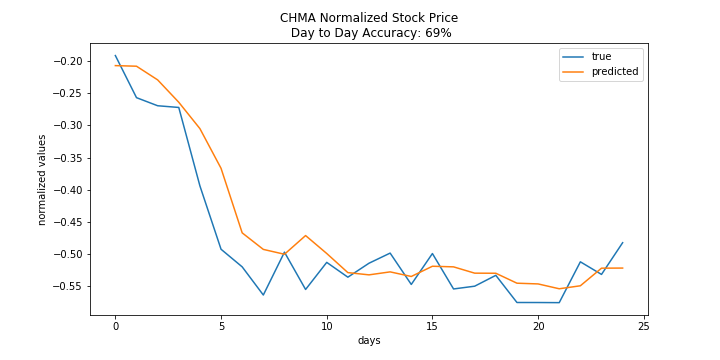 CHMA Normalized Stock Price
Day to Day Accuracy: 69%
true
predicted
normalized values
−0.20
−0.25
−0.30
−0.35
−0.40
−0.45
−0.50
−0.55
0
5
10
15
20
25
days